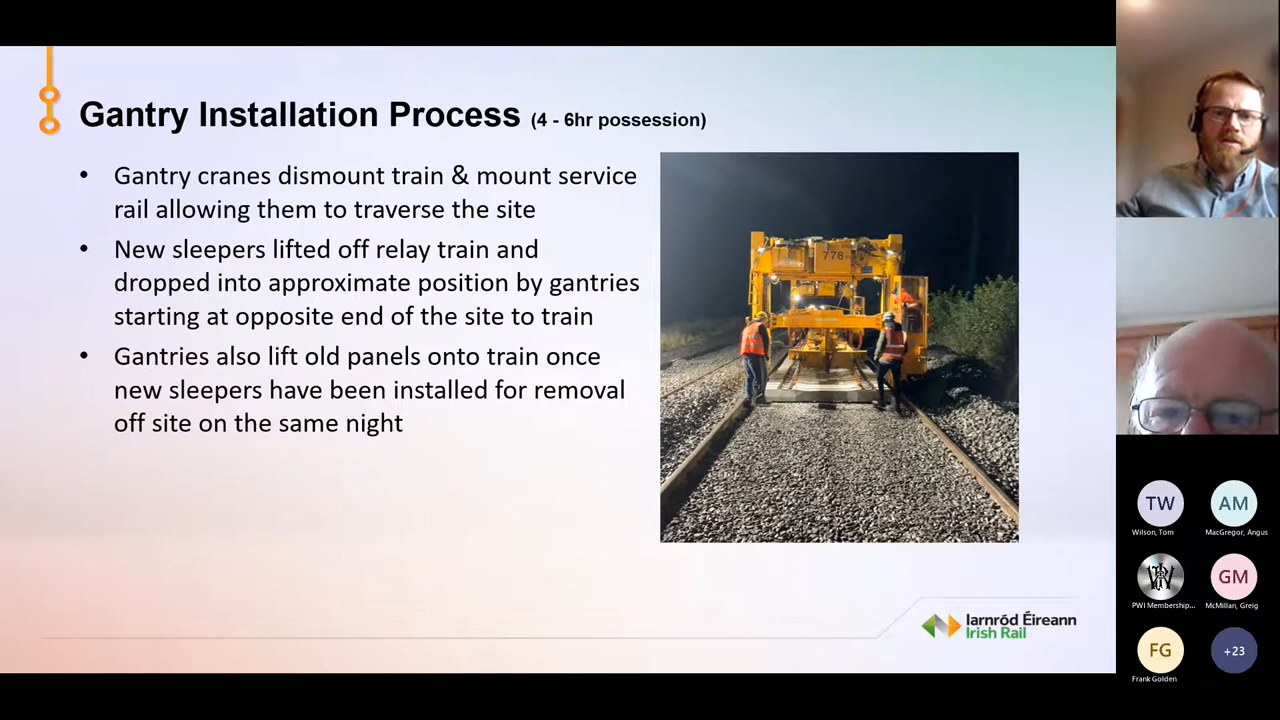 Gantry Installation Process (4 - 6hr possession)
• Gantry cranes dismount train & mount service
rail allowing them to traverse the site
• New sleepers lifted off relay train and
dropped into approximate position by gantries
starting at opposite end of the site to train
• Gantries also lift old panels onto train once
new sleepers have been installed for removal
off site on the same night
778
Iarnród Éireann
Irish Rail
TW
Wilson, Tom
AM
MacGregor, Angus
PWI Membership...
GM
McMillan, Greig
FG
Frank Golden
+23